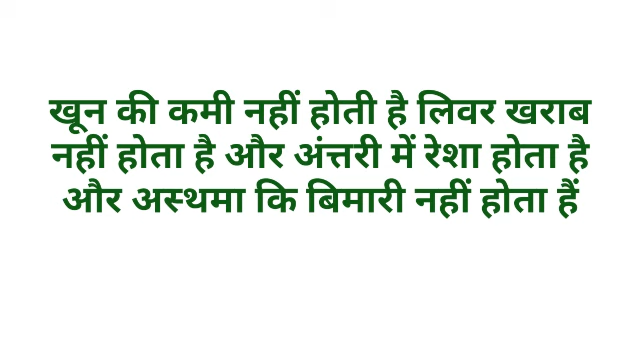 खून की कमी नहीं होती है लिवर खराब
नहीं होता है और अंत्तरी में रेशा होता है
और अस्थमा कि बिमारी नहीं होता हैं